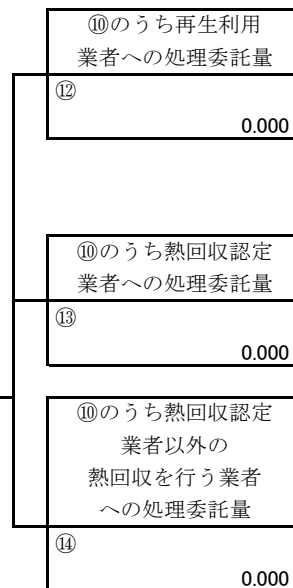 ⑩のうち再生利用
業者への処理委託量
⑫
0.000
⑩のうち熱回収認定
業者への処理委託量
⑬
0.000
⑩のうち熱回収認定
業者以外の
熱回収を行う業者
への処理委託量
⑭
0.000